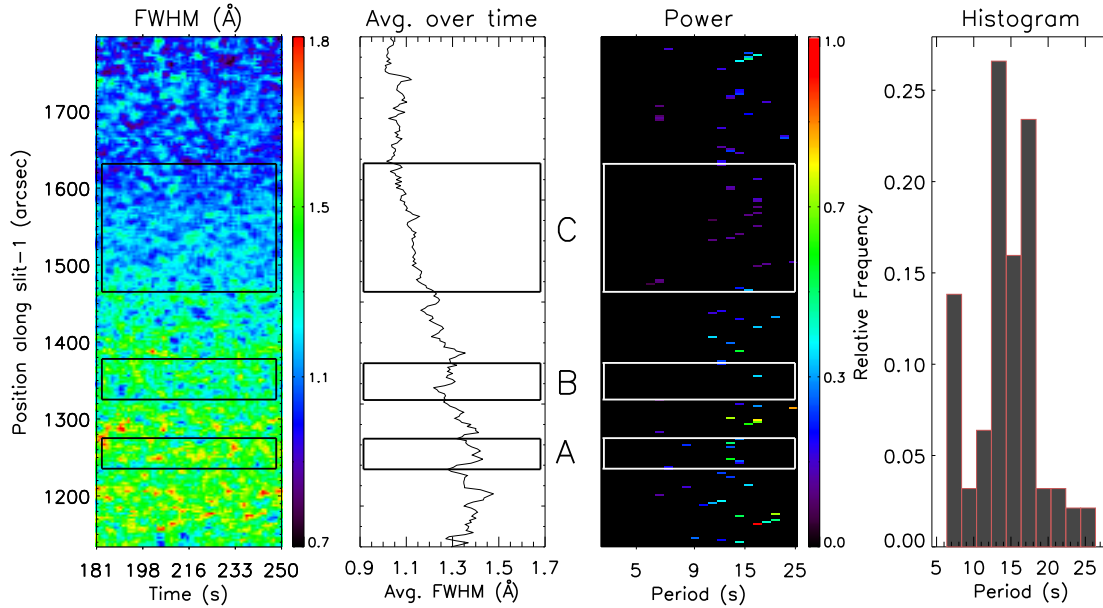 FWHM (Å)
Avg. over time
Power
Histogram
Position along slit−1 (arcsec)
1700
1600
1500
1400
1300
1200
181 198 216 233 250
Time (s)
1.8
1.5
1.1
0.7
0.9 1.1 1.3 1.5 1.7
Avg. FWHM (Å)
C
B
A
5 9 15 25
Period (s)
1.0
0.7
0.3
0.0
Relative Frequency
0.25
0.20
0.15
0.10
0.05
0.00
5 10 15 20 25
Period (s)